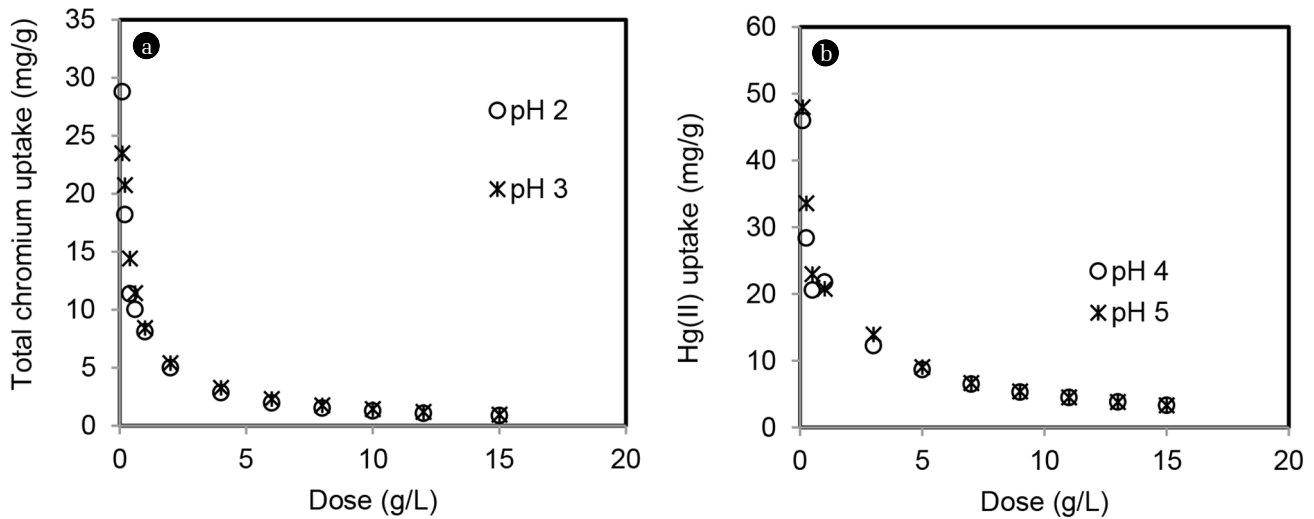 a
Total chromium uptake (mg/g)
35
30
25
20
15
10
5
0
pH 2
pH 3
0 5 10 15 20
Dose (g/L)
b
Hg(II) uptake (mg/g)
60
50
40
30
20
10
0
pH 4
pH 5
0 5 10 15 20
Dose (g/L)